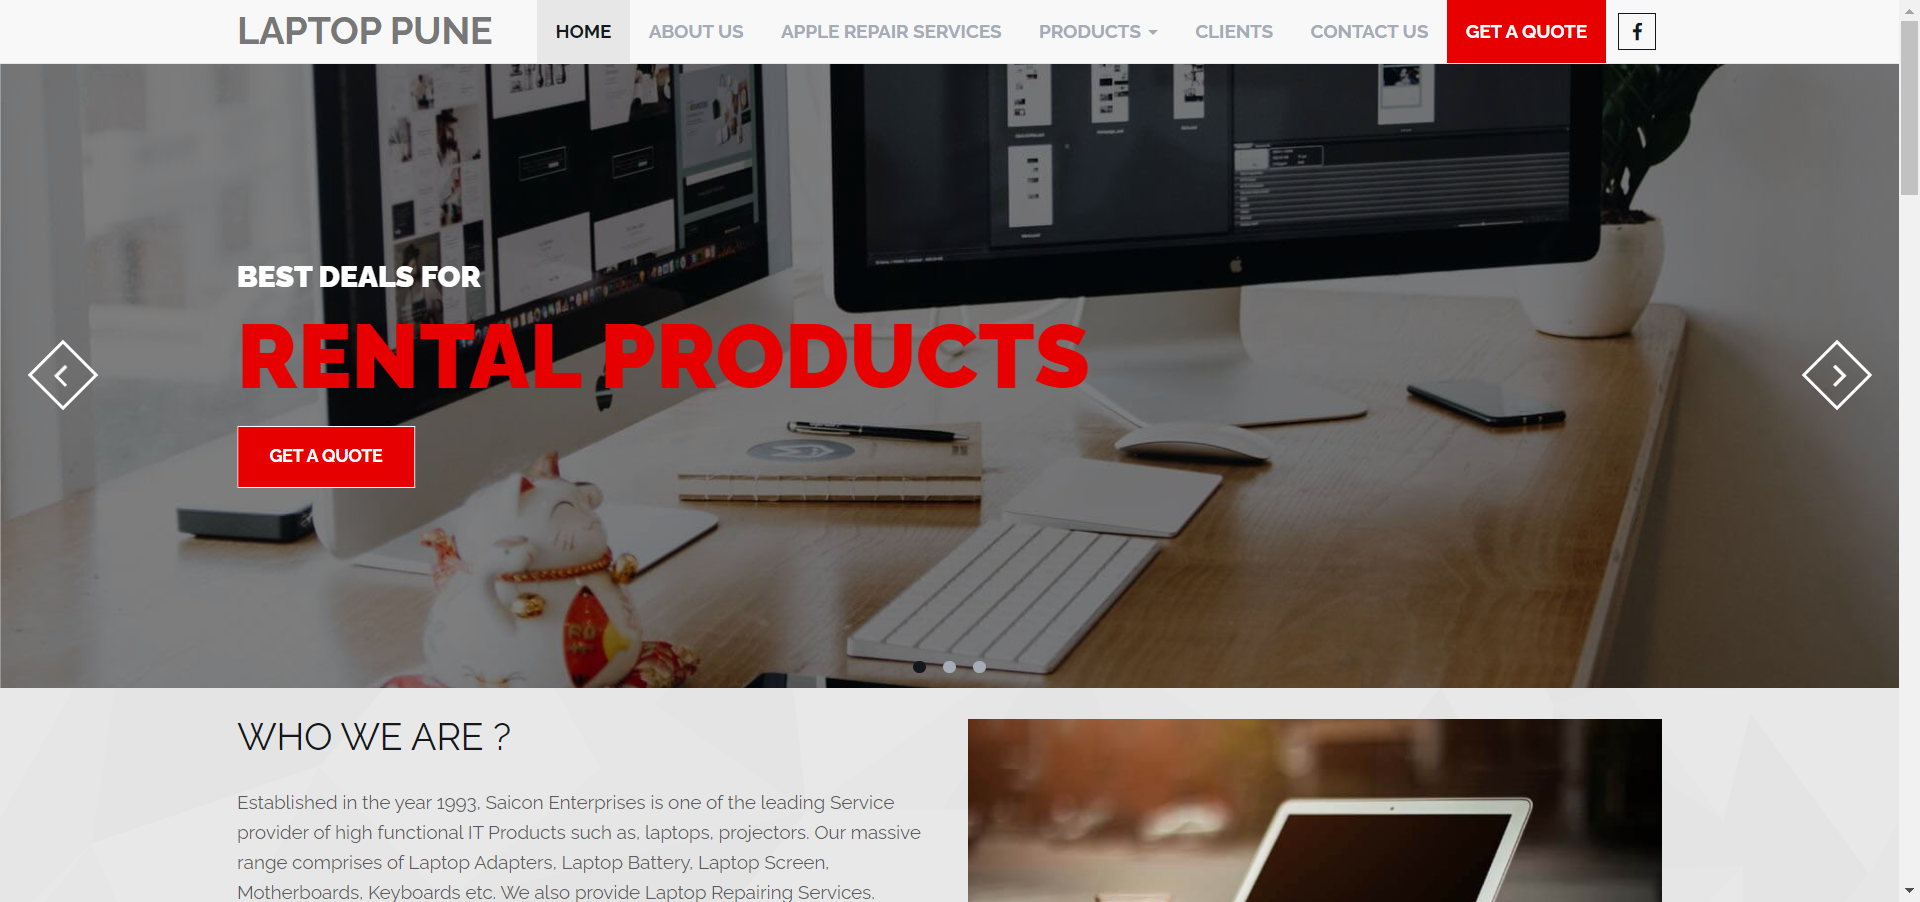 LAPTOP PUNE
HOME
ABOUT US
APPLE REPAIR SERVICES
PRODUCTS
CLIENTS
CONTACT US
GET A QUOTE
BEST DEALS FOR
RENTAL PRODUCTS
GET A QUOTE
WHO WE ARE ?
Established in the year 1993, Saicon Enterprises is one of the leading Service
provider of high functional IT Products such as, laptops, projectors. Our massive
range comprises of Laptop Adapters, Laptop Battery, Laptop Screen,
Motherboards, Keyboards etc. We also provide Laptop Repairing Services.